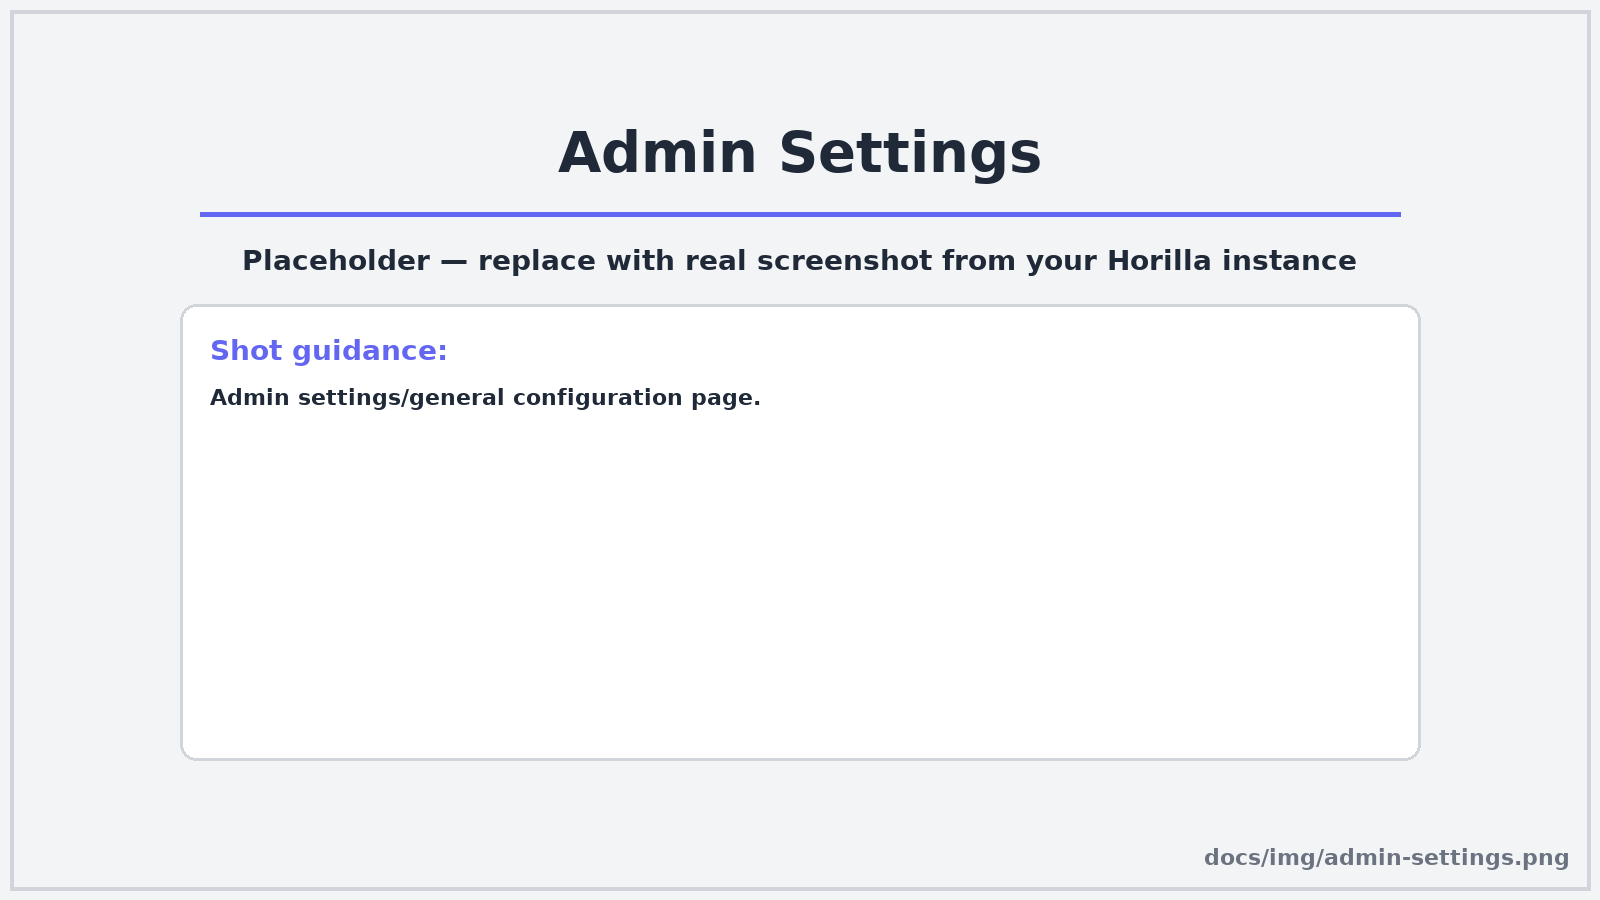 Admin Settings
Placeholder — replace with real screenshot from your Horilla instance
Shot guidance:
Admin settings/general configuration page.
docs/img/admin-settings.png